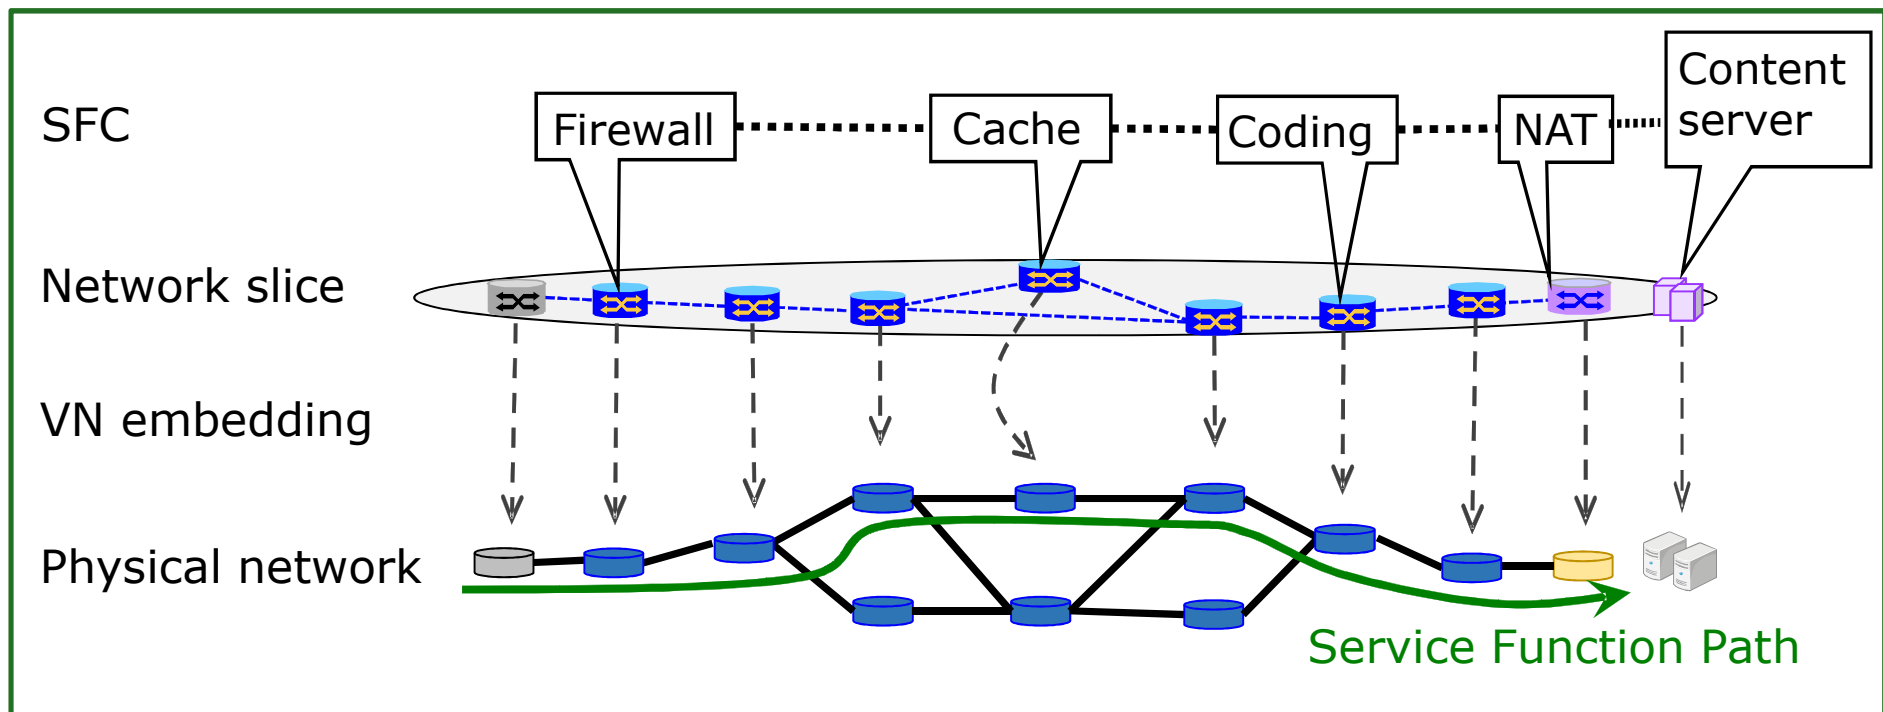 SFC
Firewall
Cache
Coding
NAT
Content
server
Network slice
VN embedding
Physical network
Service Function Path